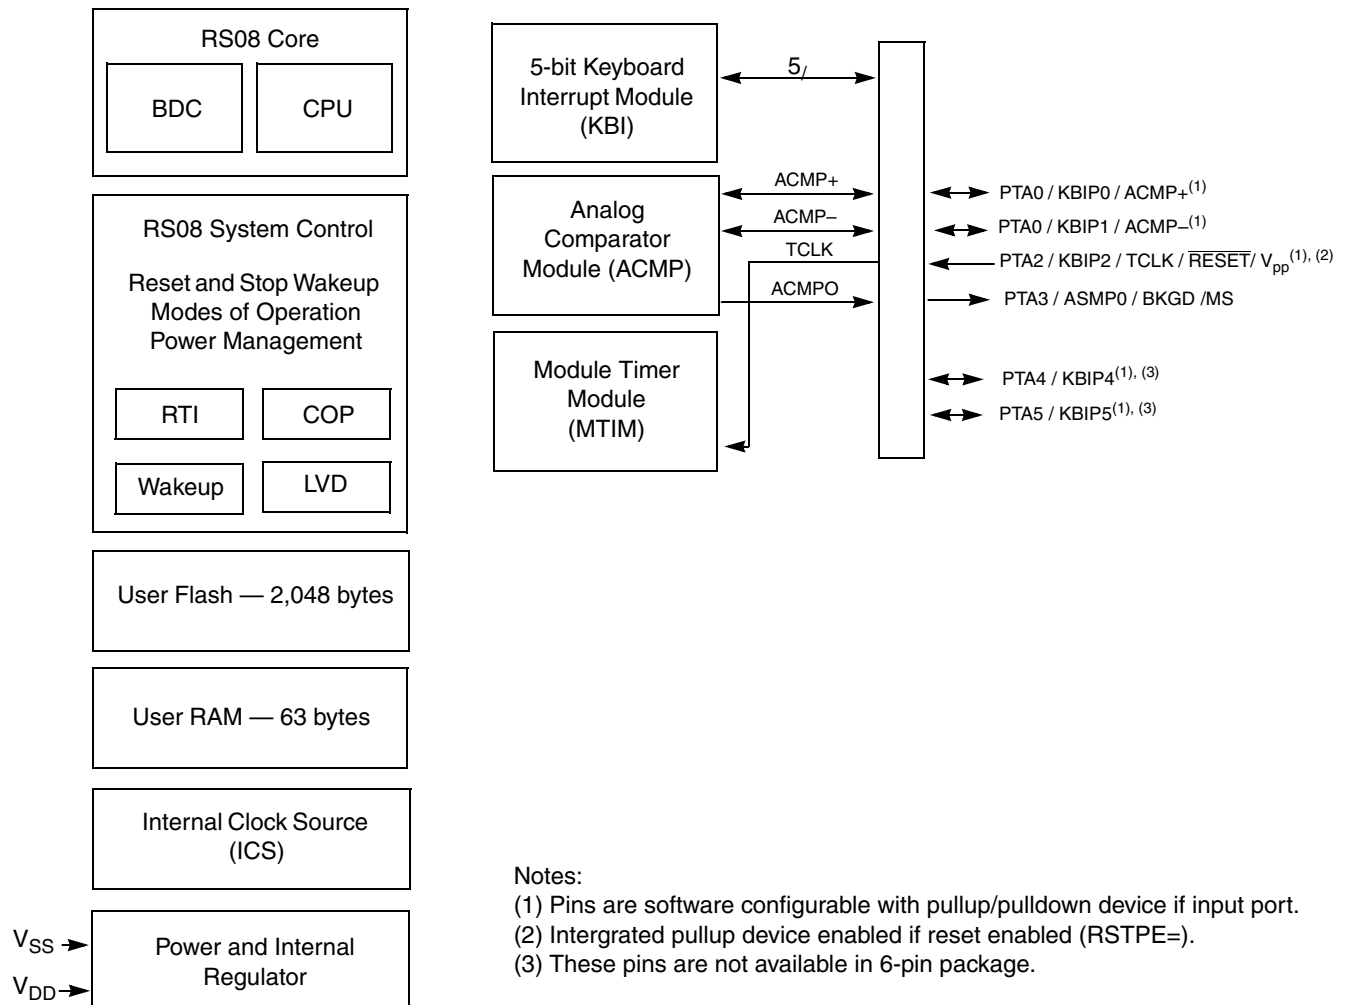 RS08 Core
BDC
CPU
RS08 System Control
Reset and Stop Wakeup
Modes of Operation
Power Management
RTI
COP
Wakeup
LVD
User Flash — 2,048 bytes
User RAM — 63 bytes
Internal Clock Source
(ICS)
VSS
VDD
Power and Internal
Regulator
5-bit Keyboard
Interrupt Module
(KBI)
5/
Analog
Comparator
Module (ACMP)
ACMP+
ACMP–
TCLK
ACMPO
Module Timer
Module
(MTIM)
PTA0 / KBIP0 / ACMP+(1)
PTA0 / KBIP1 / ACMP–(1)
PTA2 / KBIP2 / TCLK / RESET/ Vpp(1), (2)
PTA3 / ASMP0 / BKGD /MS
PTA4 / KBIP4(1), (3)
PTA5 / KBIP5(1), (3)
Notes:
(1) Pins are software configurable with pullup/pulldown device if input port.
(2) Intergrated pullup device enabled if reset enabled (RSTPE=).
(3) These pins are not available in 6-pin package.